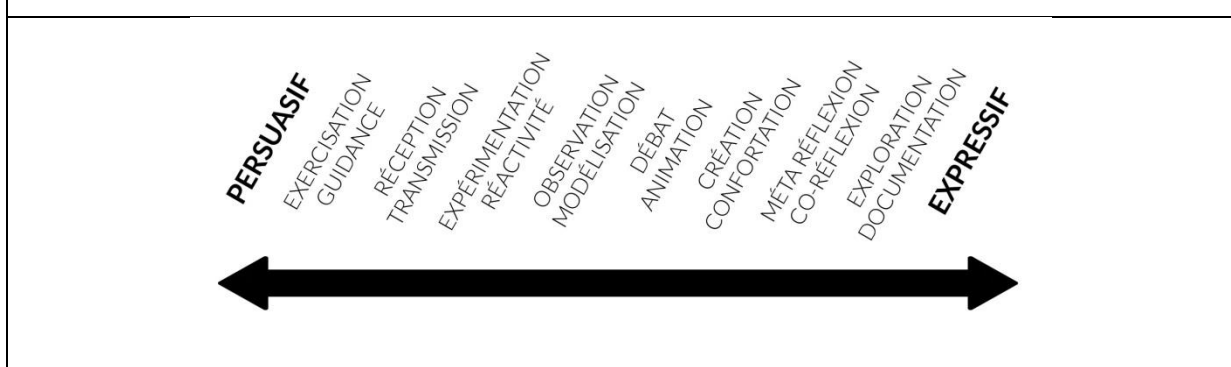 PERSUASIF
EXERCISATION
GUIDANCE
RÉCEPTION
TRANSMISSION
EXPÉRIMENTATION
RÉACTIVITÉ
OBSERVATION
MODÉLISATION
DÉBAT
ANIMATION
CRÉATION
CONFORTATION
MÉTA RÉFLEXION
CO-RÉFLEXION
EXPLORATION
DOCUMENTATION
EXPRESSIF